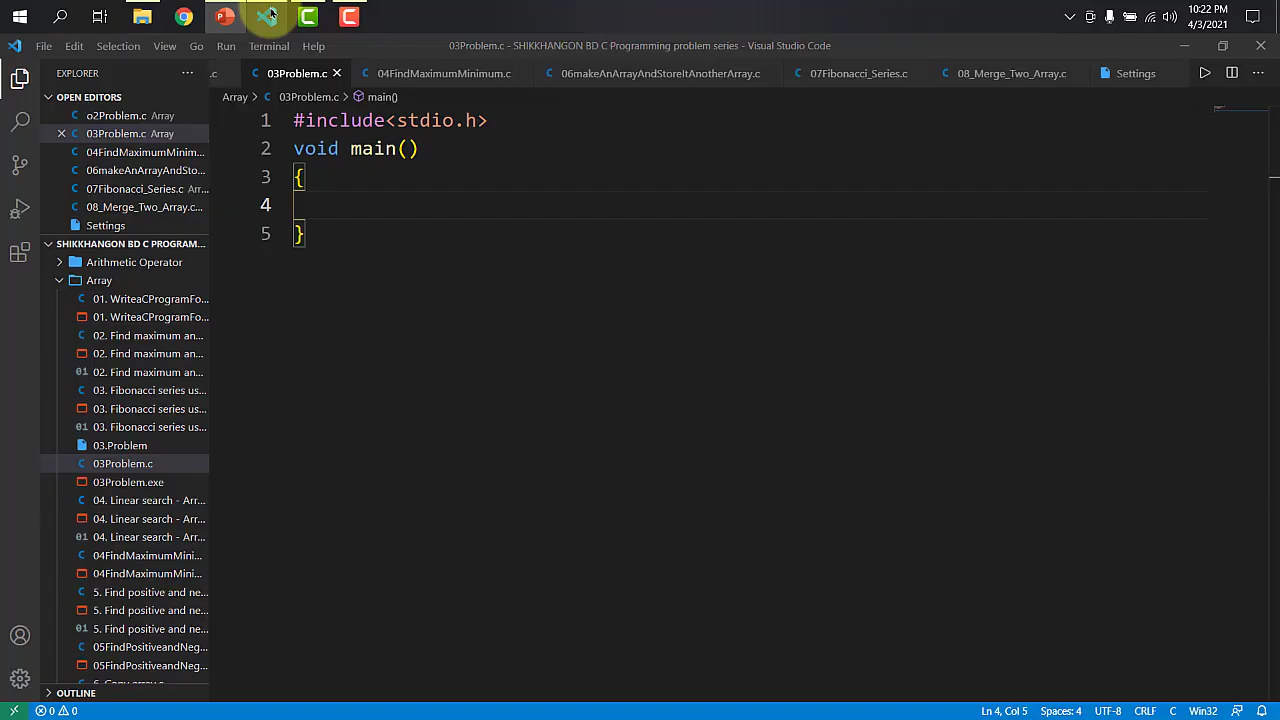 10:22 PM
4/3/2021
File Edit Selection View Go Run Terminal Help
03Problem.c - SHIKKHANGON BD C Programming problem series - Visual Studio Code
EXPLORER
.c 03Problem.c 04FindMaximumMinimum.c 06makeAnArrayAndStoreItAnotherArray.c 07Fibonacci_Series.c 08_Merge_Two_Array.c Settings
OPEN EDITORS
Array > C 03Problem.c > main()
o2Problem.c Array
03Problem.c Array
04FindMaximumMinim...
06makeAnArrayAndSto...
07Fibonacci_Series.c Ar...
08_Merge_Two_Array.c...
Settings
1 #include<stdio.h>
2 void main()
3 {
4
5 }
SHIKKHANGON BD C PROGRAM...
Arithmetic Operator
Array
01. WriteaCProgramFo...
01. WriteaCProgramFo...
02. Find maximum an...
02. Find maximum an...
02. Find maximum an...
03. Fibonacci series us...
03. Fibonacci series us...
03. Fibonacci series us...
03.Problem
03Problem.c
03Problem.exe
04. Linear search - Arr...
04. Linear search - Arr...
04. Linear search - Arr...
04FindMaximumMini...
04FindMaximumMini...
5. Find positive and ne...
5. Find positive and ne...
5. Find positive and ne...
05FindPositiveandNeg...
05FindPositiveandNeg...
OUTLINE
0 0
Ln 4, Col 5 Spaces: 4 UTF-8 CRLF C Win32